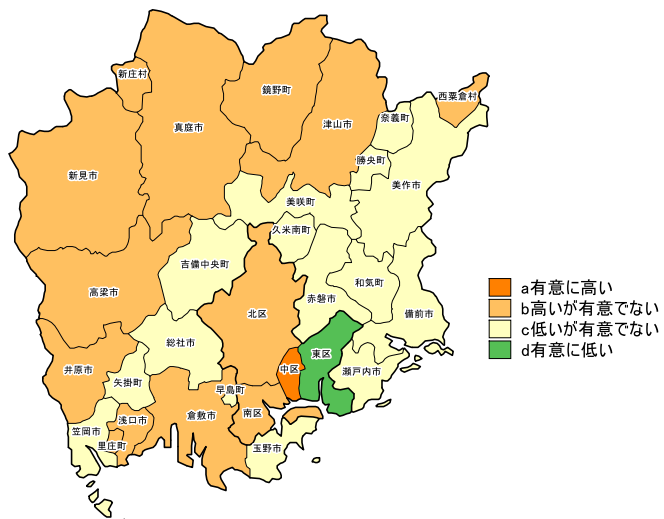 新庄村
鏡野町
西粟倉村
奈義町
津山市
真庭市
勝央町
新見市
美作市
美咲町
久米南町
吉備中央町
和気町
高梁市
赤磐市
備前市
北区
総社市
東区
中区
井原市
瀬戸内市
矢掛町
早島町
倉敷市
南区
浅口市
笠岡市
里庄町
玉野市
a有意に高い
b高いが有意でない
c低いが有意でない
d有意に低い